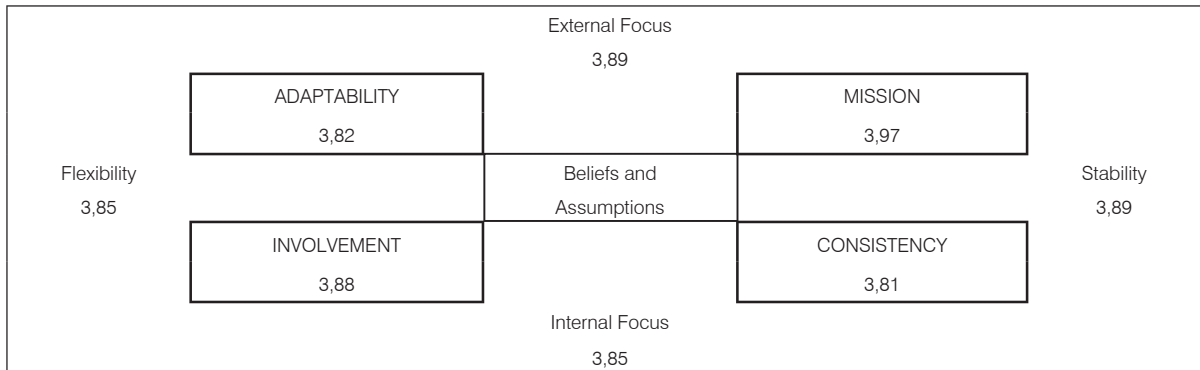 External Focus
3,89
ADAPTABILITY
3,82
MISSION
3,97
Flexibility
3,85
Beliefs and
Assumptions
Stability
3,89
INVOLVEMENT
3,88
CONSISTENCY
3,81
Internal Focus
3,85